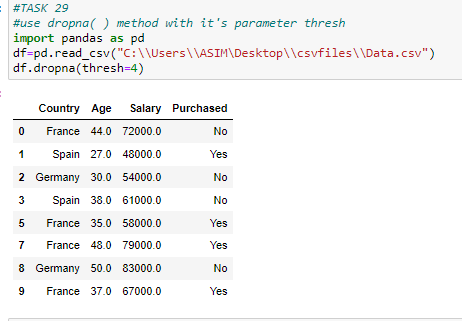 #TASK 29
#use dropna( ) method with it's parameter thresh
import pandas as pd
df=pd.read_csv("C:\\Users\\ASIM\Desktop\\csvfiles\\Data.csv")
df.dropna(thresh=4)
Country Age Salary Purchased
0 France 44.0 72000.0 No
1 Spain 27.0 48000.0 Yes
2 Germany 30.0 54000.0 No
3 Spain 38.0 61000.0 No
5 France 35.0 58000.0 Yes
7 France 48.0 79000.0 Yes
8 Germany 50.0 83000.0 No
9 France 37.0 67000.0 Yes